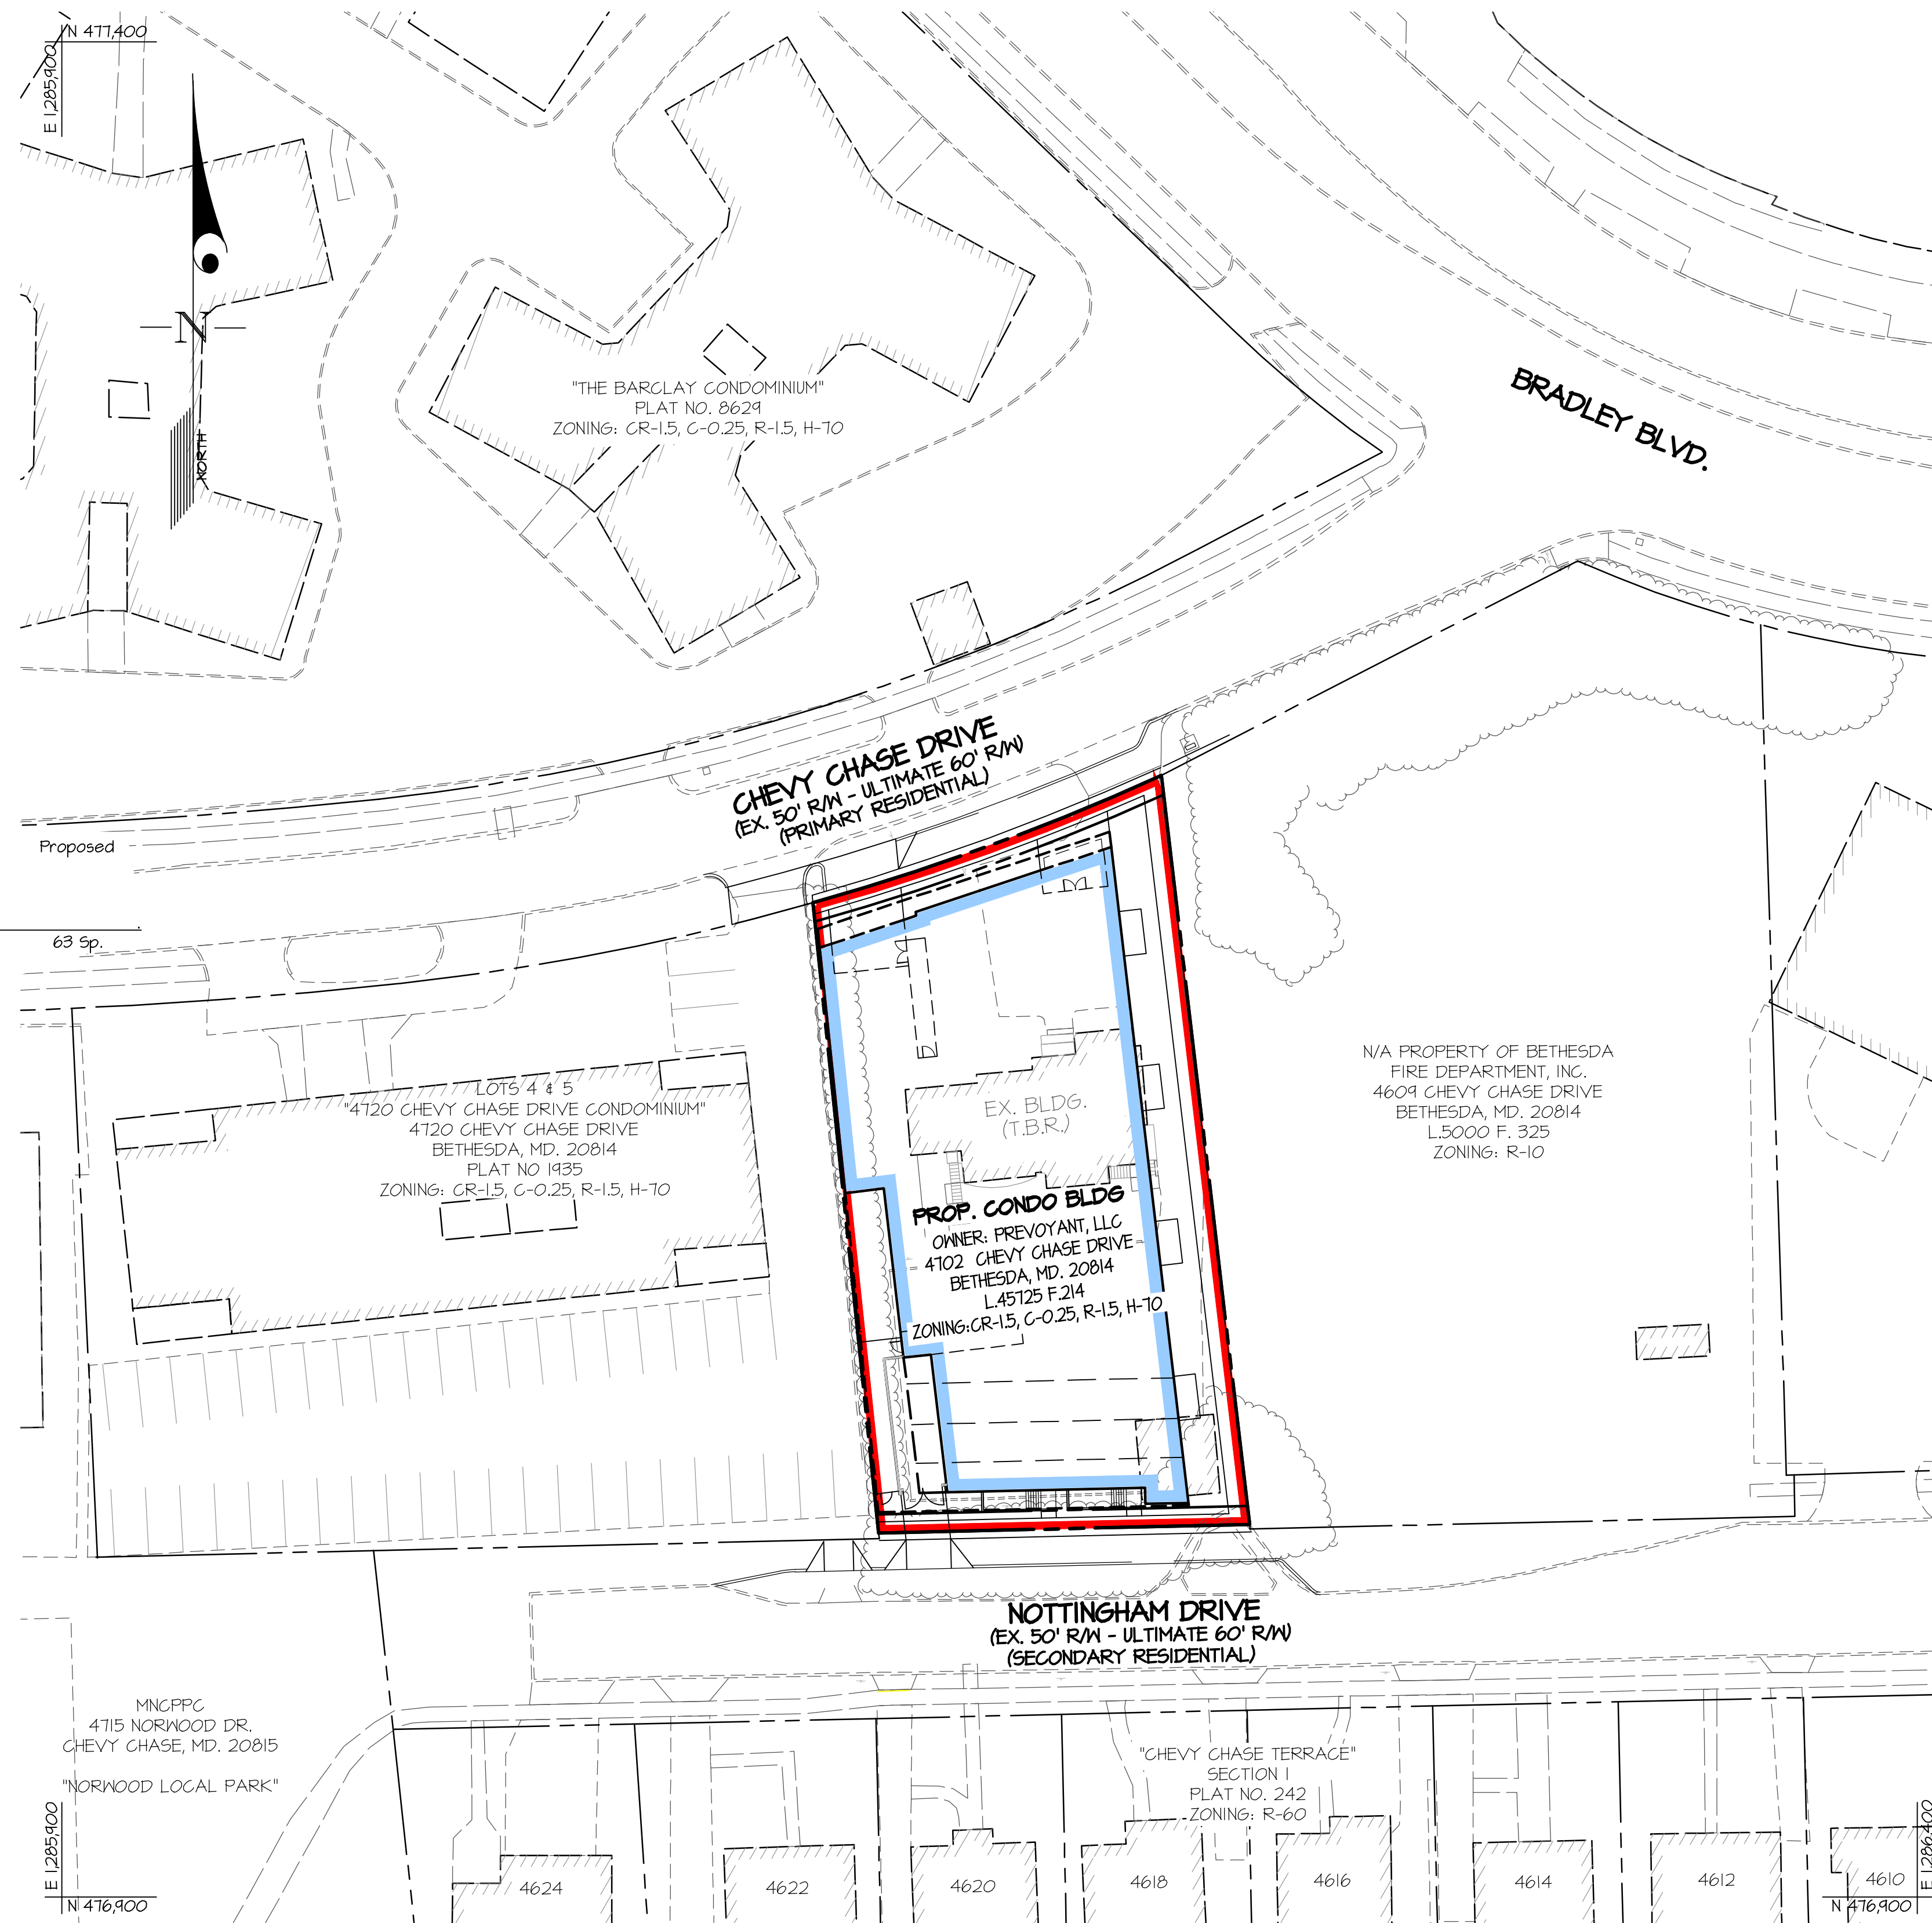 N 477,400
E 1,285,900
N
NORTH
"THE BARCLAY CONDOMINIUM"
PLAT NO. 8629
ZONING: CR-1.5, C-0.25, R-1.5, H-70
BRADLEY BLVD.
CHEVY CHASE DRIVE
(EX. 50' R/W - ULTIMATE 60' R/W)
(PRIMARY RESIDENTIAL)
Proposed
63 Sp.
LOTS 4 & 5
"4720 CHEVY CHASE DRIVE CONDOMINIUM"
4720 CHEVY CHASE DRIVE
BETHESDA, MD. 20814
PLAT NO 1935
ZONING: CR-1.5, C-0.25, R-1.5, H-70
EX. BLDG.
(T.B.R.)
PROP. CONDO BLDG
OWNER: PREVOYANT, LLC
4702 CHEVY CHASE DRIVE
BETHESDA, MD. 20814
L.45725 F.214
ZONING:CR-1.5, C-0.25, R-1.5, H-70
N/A PROPERTY OF BETHESDA
FIRE DEPARTMENT, INC.
4609 CHEVY CHASE DRIVE
BETHESDA, MD. 20814
L.5000 F. 325
ZONING: R-10
NOTTINGHAM DRIVE
(EX. 50' R/W - ULTIMATE 60' R/W)
(SECONDARY RESIDENTIAL)
MNCPPC
4715 NORWOOD DR.
CHEVY CHASE, MD. 20815
"NORWOOD LOCAL PARK"
"CHEVY CHASE TERRACE"
SECTION 1
PLAT NO. 242
ZONING: R-60
4624
4622
4620
4618
4616
4614
4612
4610
E 1,285,900
N 476,900
E 1,286,400
N 476,900